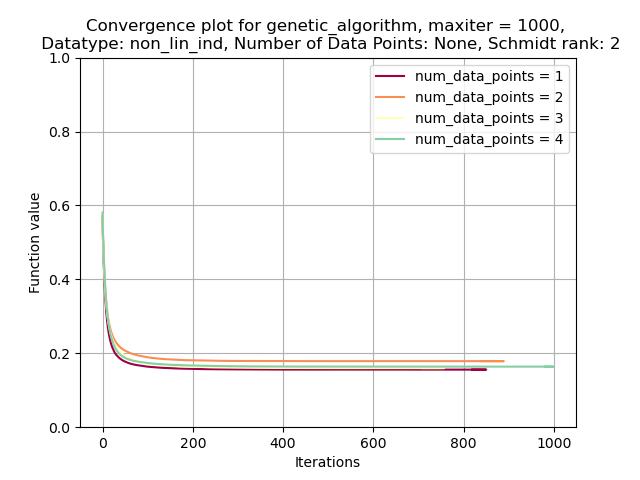 Convergence plot for genetic_algorithm, maxiter = 1000,
Datatype: non_lin_ind, Number of Data Points: None, Schmidt rank: 2
1.0
0.8
0.6
0.4
0.2
0.0
Function value
num_data_points = 1
num_data_points = 2
num_data_points = 3
num_data_points = 4
0 200 400 600 800 1000
Iterations